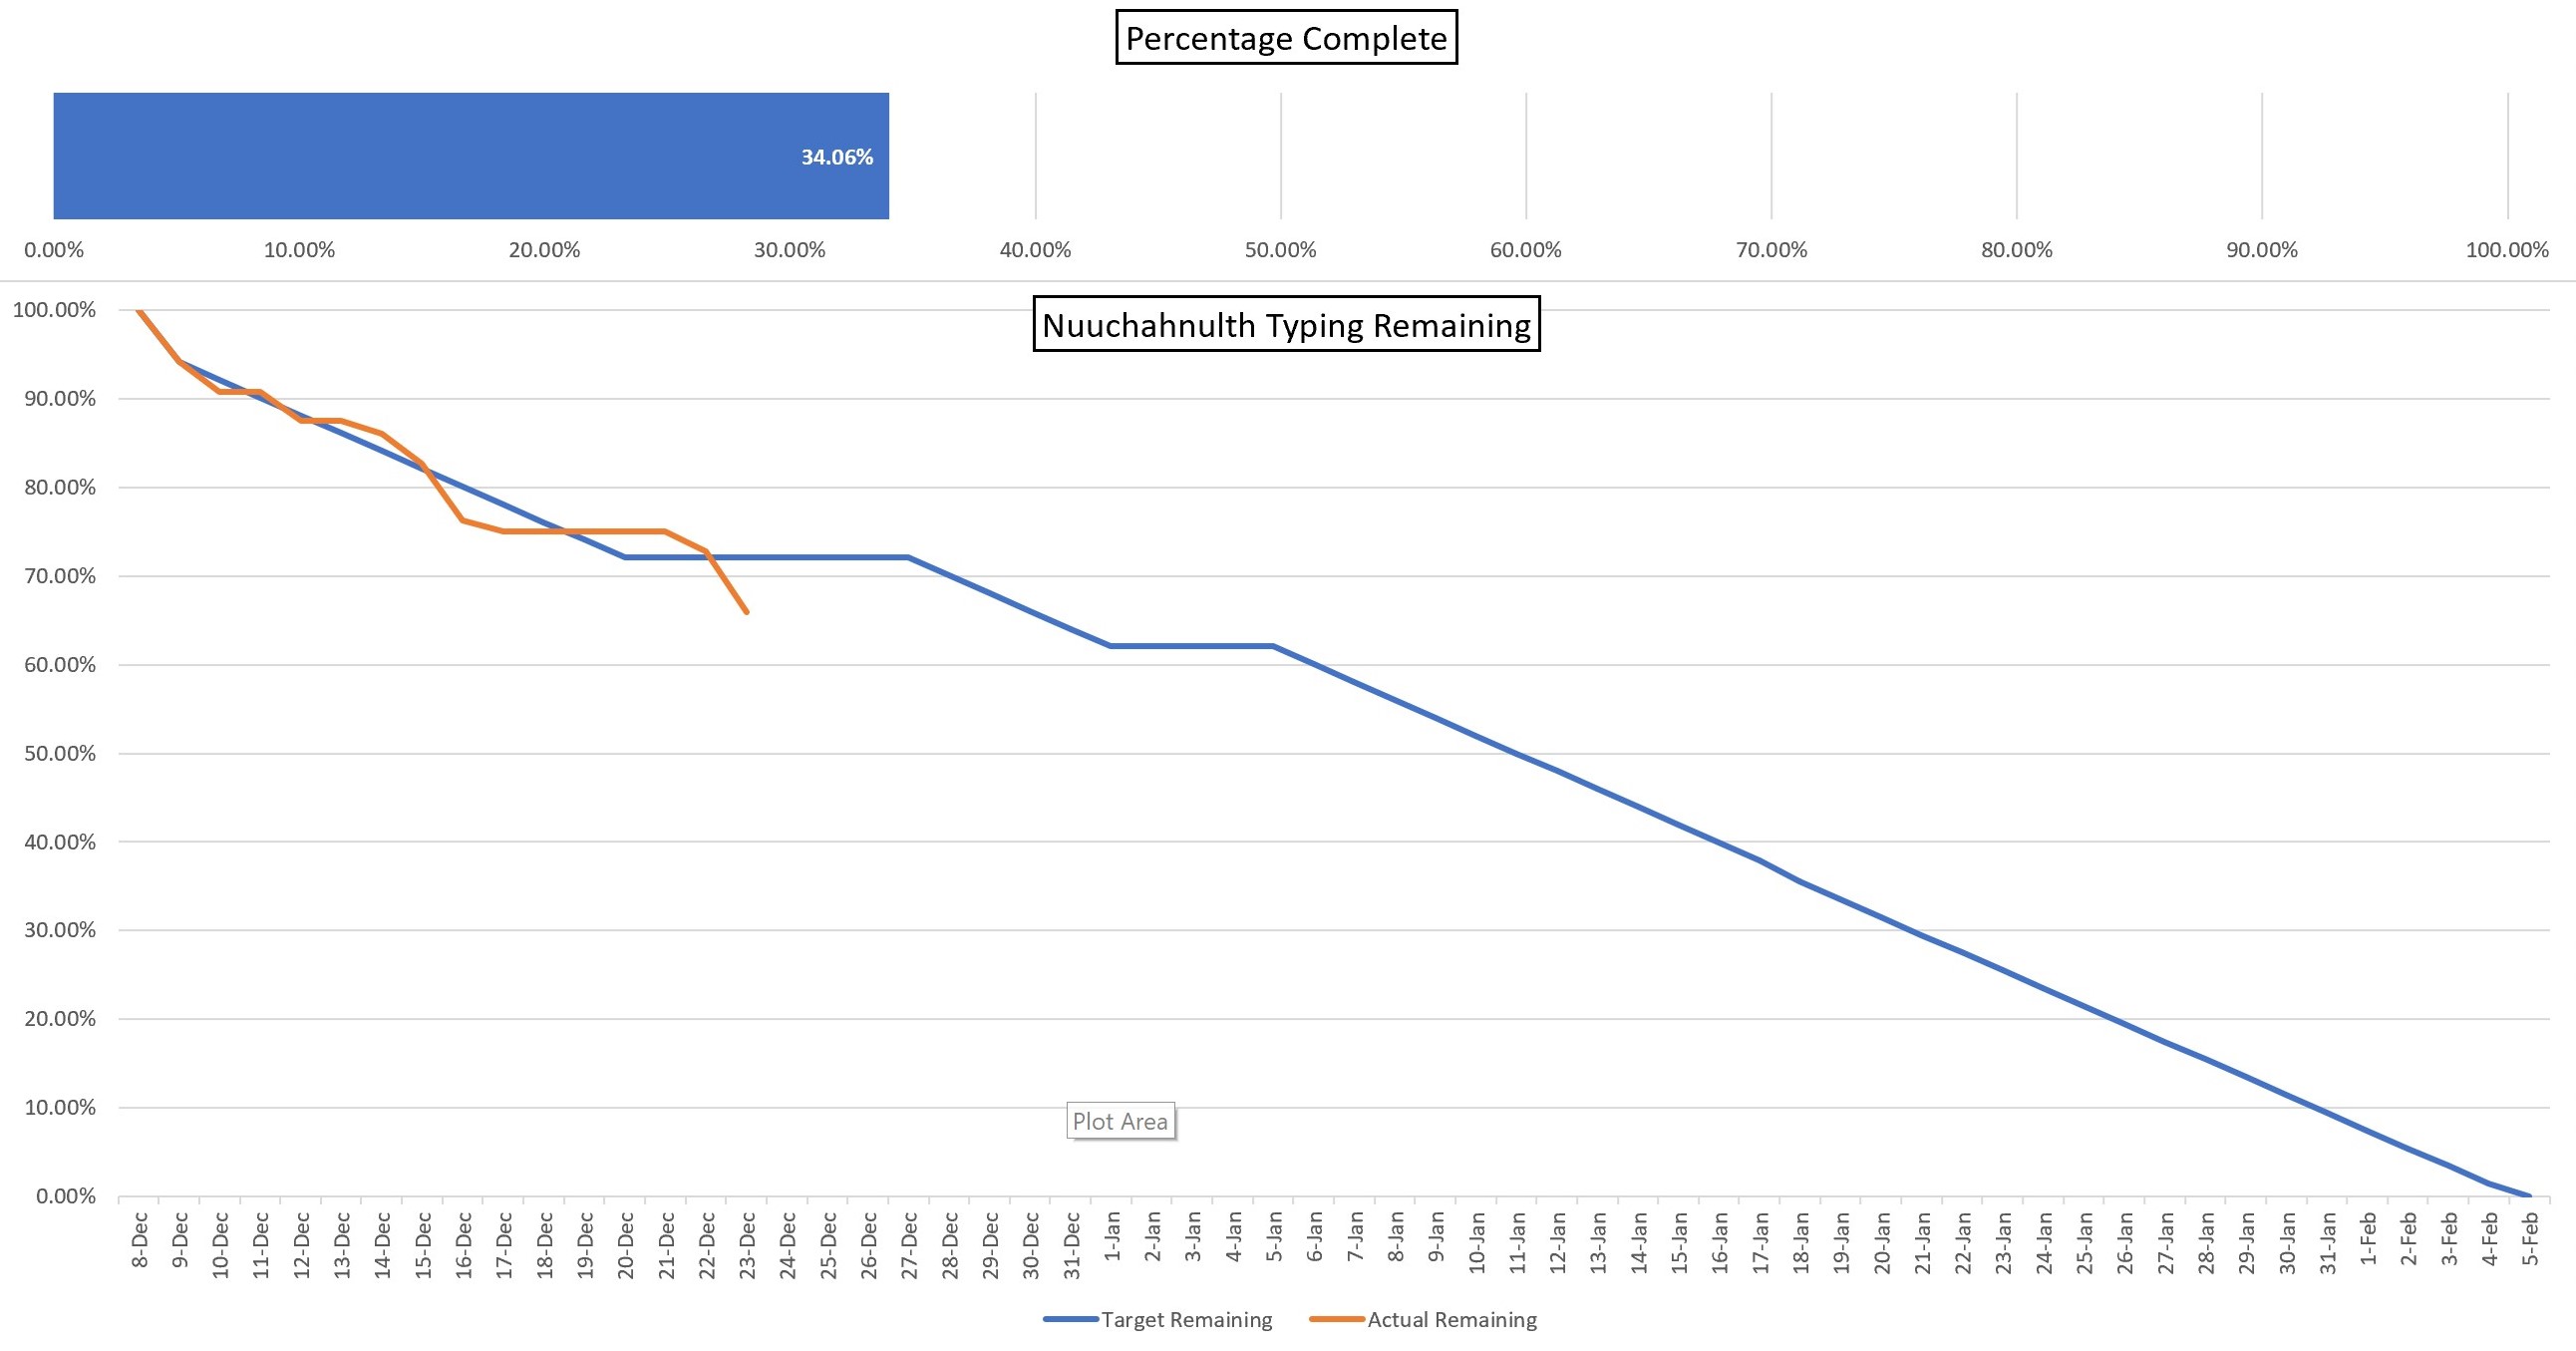 Percentage Complete
34.06%
0.00% 10.00% 20.00% 30.00% 40.00% 50.00% 60.00% 70.00% 80.00% 90.00% 100.00%
Nuuchahnulth Typing Remaining
100.00%
90.00%
80.00%
70.00%
60.00%
50.00%
40.00%
30.00%
20.00%
10.00%
Plot Area
0.00%
8-Dec 9-Dec 10-Dec 11-Dec 12-Dec 13-Dec 14-Dec 15-Dec 16-Dec 17-Dec 18-Dec 19-Dec 20-Dec 21-Dec 22-Dec 23-Dec 24-Dec 25-Dec 26-Dec 27-Dec 28-Dec 29-Dec 30-Dec 31-Dec 1-Jan 2-Jan 3-Jan 4-Jan 5-Jan 6-Jan 7-Jan 8-Jan 9-Jan 10-Jan 11-Jan 12-Jan 13-Jan 14-Jan 15-Jan 16-Jan 17-Jan 18-Jan 19-Jan 20-Jan 21-Jan 22-Jan 23-Jan 24-Jan 25-Jan 26-Jan 27-Jan 28-Jan 29-Jan 30-Jan 31-Jan 1-Feb 2-Feb 3-Feb 4-Feb 5-Feb
Target Remaining Actual Remaining